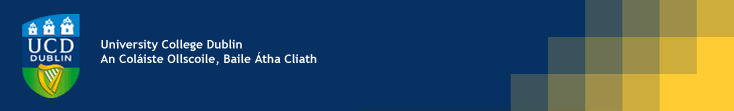 UCD
DUBLIN
University College Dublin
An Coláiste Ollscoile, Baile Átha Cliath